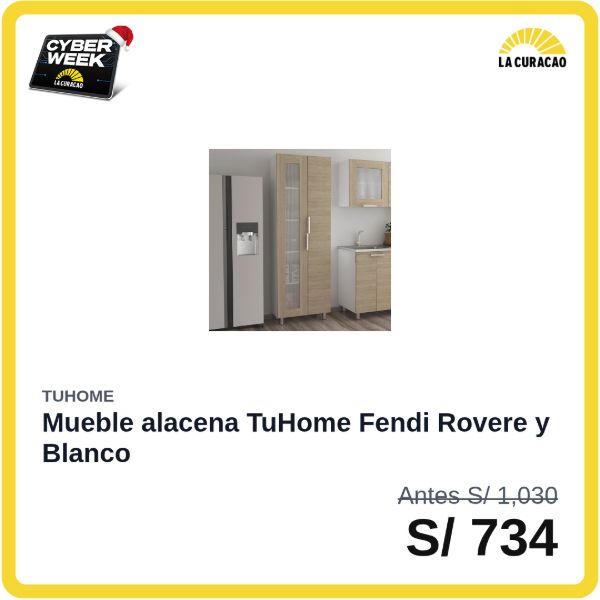 CYBER
WEEK
LA CURACAO
LA CURACAO
TUHOME
Mueble alacena TuHome Fendi Rovere y
Blanco
Antes S/ 1,030
S/ 734